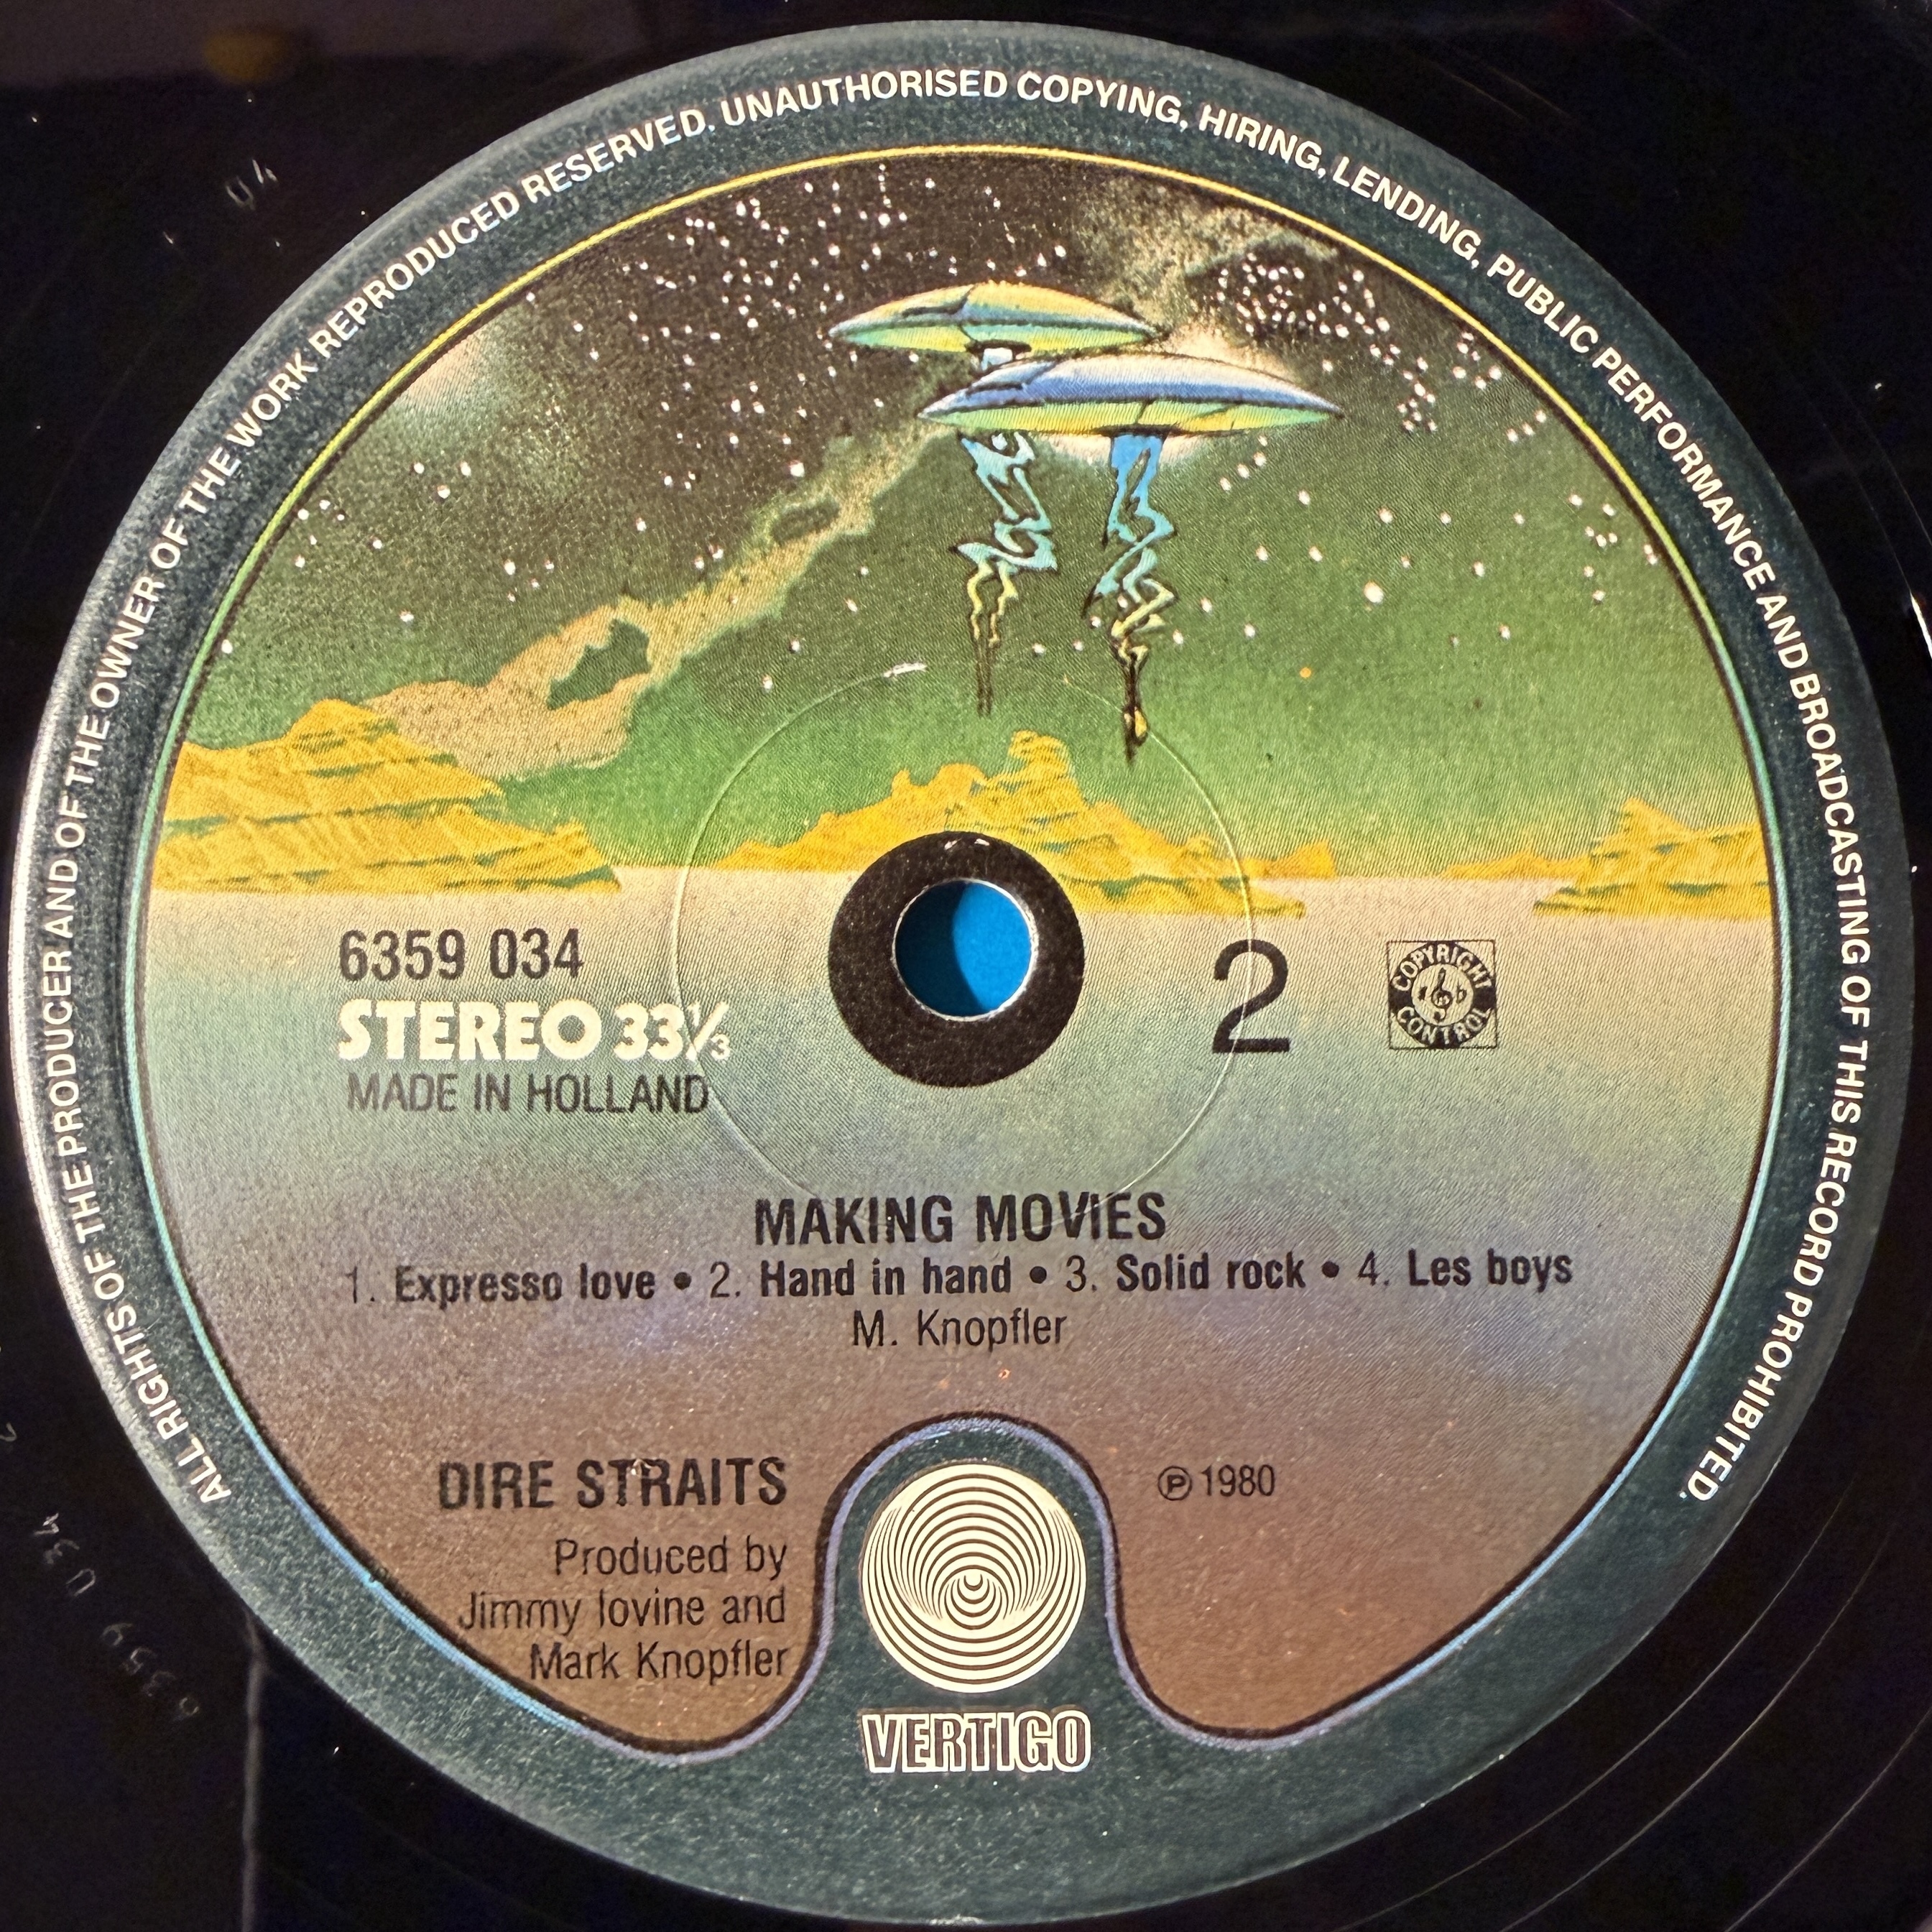 ALL RIGHTS OF THE PRODUCER AND OF THE OWNER OF THE WORK REPRODUCED RESERVED. UNAUTHORISED COPYING, HIRING, LENDING, PUBLIC PERFORMANCE AND BROADCASTING OF THIS RECORD PROHIBITED.
6359 034
STEREO 33⅓
MADE IN HOLLAND
2
COPYRIGHT
CONTROL
MAKING MOVIES
1. Expresso love • 2. Hand in hand • 3. Solid rock • 4. Les boys
M. Knopfler
DIRE STRAITS
Produced by
Jimmy Iovine and
Mark Knopfler
℗ 1980
VERTIGO